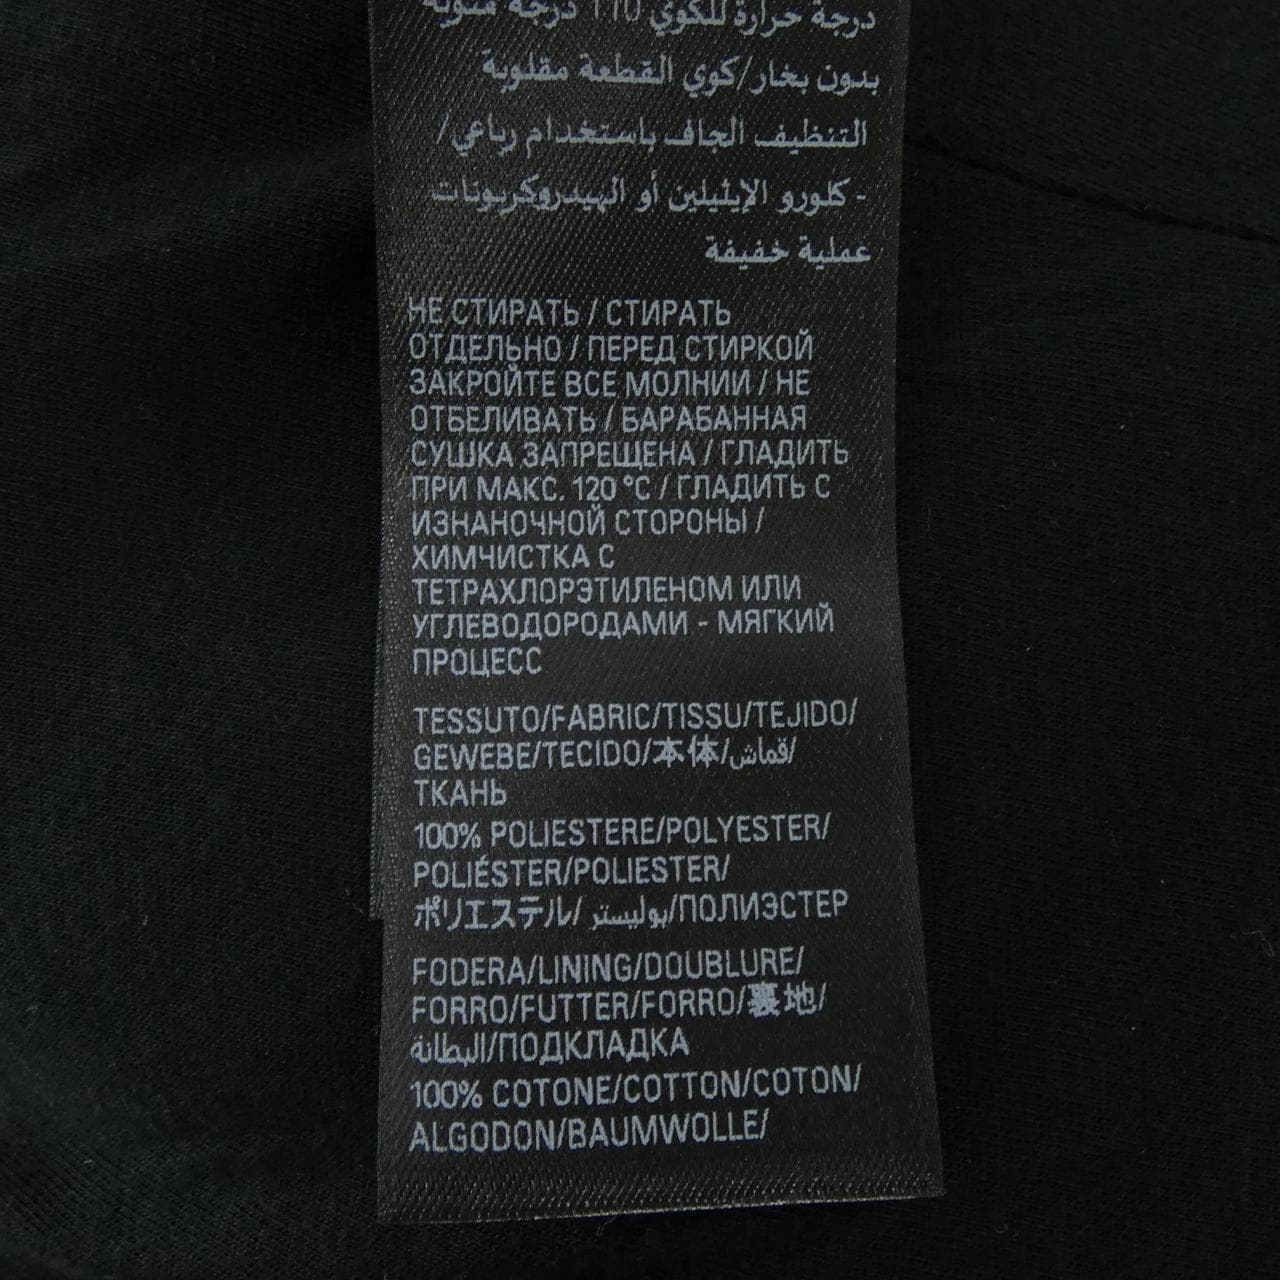 درجة حرارة للكوي 110 درجة مئوية
بدون بخار/كوي القطعة مقلوبة
التنظيف الجاف باستخدام رباعي/
- كلورو الإيثيلين أو الهيدروكربونات
عملية خفيفة
НЕ СТИРАТЬ / СТИРАТЬ
ОТДЕЛЬНО / ПЕРЕД СТИРКОЙ
ЗАКРОЙТЕ ВСЕ МОЛНИИ / НЕ
ОТБЕЛИВАТЬ / БАРАБАННАЯ
СУШКА ЗАПРЕЩЕНА / ГЛАДИТЬ
ПРИ МАКС. 120 °C / ГЛАДИТЬ С
ИЗНАНОЧНОЙ СТОРОНЫ /
ХИМЧИСТКА С
ТЕТРАХЛОРЭТИЛЕНОМ ИЛИ
УГЛЕВОДОРОДАМИ - МЯГКИЙ
ПРОЦЕСС
TESSUTO/FABRIC/TISSU/TEJIDO/
GEWEBE/TECIDO/本体/قماش/
ТКАНЬ
100% POLIESTERE/POLYESTER/
POLIÉSTER/POLIESTER/
ポリエステル/بوليستر/ПОЛИЭСТЕР
FODERA/LINING/DOUBLURE/
FORRO/FUTTER/FORRO/裏地/
البطانة/ПОДКЛАДКА
100% COTONE/COTTON/COTON/
ALGODON/BAUMWOLLE/